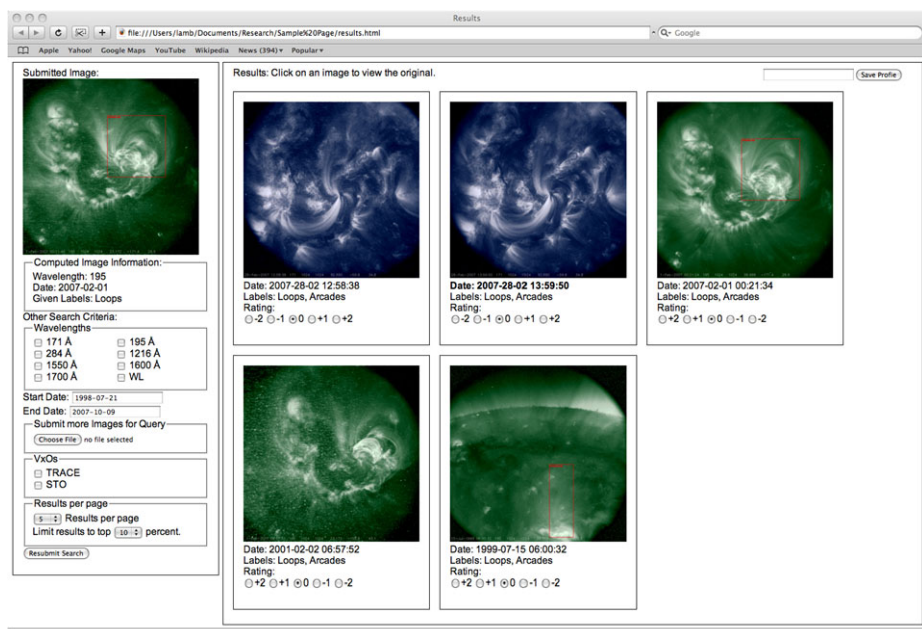 Results
file:///Users/lamb/Documents/Research/Sample%20Page/results.html
Google
Apple Yahoo! Google Maps YouTube Wikipedia News (394) Popular
Submitted Image:
Computed Image Information:
Wavelength: 195
Date: 2007-02-01
Given Labels: Loops
Other Search Criteria:
Wavelengths
171 Å 195 Å
284 Å 1216 Å
1550 Å 1600 Å
1700 Å WL
Start Date: 1998-07-21
End Date: 2007-10-09
Submit more Images for Query
Choose File no file selected
VxOs
TRACE
STO
Results per page
5 Results per page
Limit results to top 10 percent.
Resubmit Search
Results: Click on an image to view the original.
Save Profile
Date: 2007-28-02 12:58:38
Labels: Loops, Arcades
Rating:
-2 -1 0 +1 +2
Date: 2007-28-02 13:59:50
Labels: Loops, Arcades
Rating:
-2 -1 0 +1 +2
Date: 2007-02-01 00:21:34
Labels: Loops, Arcades
Rating:
+2 +1 0 -1 -2
Date: 2001-02-02 06:57:52
Labels: Loops, Arcades
Rating:
+2 +1 0 -1 -2
Date: 1999-07-15 06:00:32
Labels: Loops, Arcades
Rating:
+2 +1 0 -1 -2